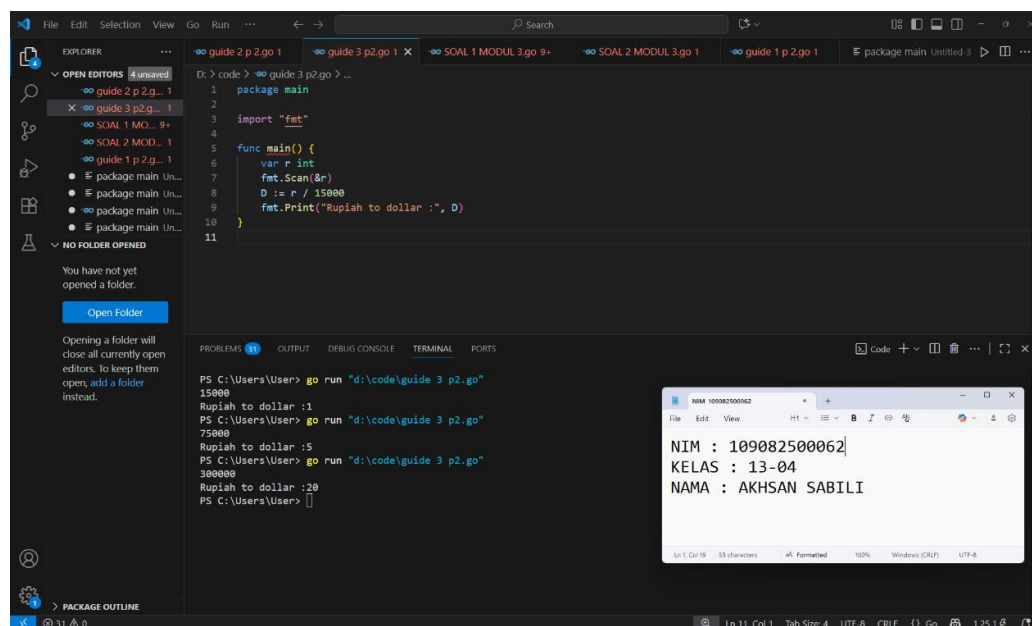 File Edit Selection View Go Run ... Search
EXPLORER ...
OPEN EDITORS 4 unsaved
guide 2 p 2.g... 1
guide 3 p2.g... 1
SOAL 1 MO... 9+
SOAL 2 MOD... 1
guide 1 p 2.g... 1
package main Un...
package main Un...
package main Un...
package main Un...
NO FOLDER OPENED
You have not yet
opened a folder.
Open Folder
Opening a folder will
close all currently open
editors. To keep them
open, add a folder
instead.
PACKAGE OUTLINE
guide 2 p 2.go 1 guide 3 p2.go 1 SOAL 1 MODUL 3.go 9+ SOAL 2 MODUL 3.go 1 guide 1 p 2.go 1 package main Untitled-3
D: > code > guide 3 p2.go > ...
1 package main
2
3 import "fmt"
4
5 func main() {
6 var r int
7 fmt.Scan(&r)
8 D := r / 15000
9 fmt.Print("Rupiah to dollar :", D)
10 }
11
PROBLEMS 31 OUTPUT DEBUG CONSOLE TERMINAL PORTS Code
PS C:\Users\User> go run "d:\code\guide 3 p2.go"
15000
Rupiah to dollar :1
PS C:\Users\User> go run "d:\code\guide 3 p2.go"
75000
Rupiah to dollar :5
PS C:\Users\User> go run "d:\code\guide 3 p2.go"
300000
Rupiah to dollar :20
PS C:\Users\User>
NIM 109082500062
File Edit View H1 B I
NIM : 109082500062
KELAS : 13-04
NAMA : AKHSAN SABILI
Ln 1, Col 19 53 characters Formatted 100% Windows (CRLF) UTF-8
31 0 Ln 11, Col 1 Tab Size: 4 UTF-8 CRLF {} Go 1.25.1